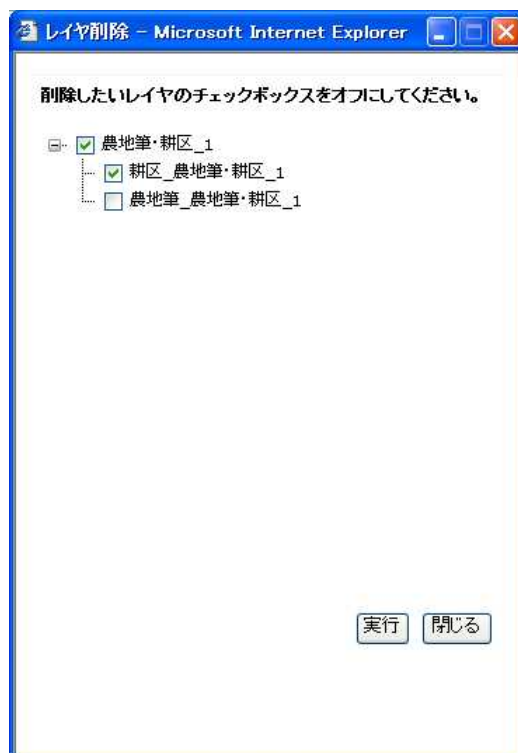 レイヤ削除 - Microsoft Internet Explorer
削除したいレイヤのチェックボックスをオフにしてください。
農地筆・耕区_1
耕区_農地筆・耕区_1
農地筆_農地筆・耕区_1
実行 閉じる